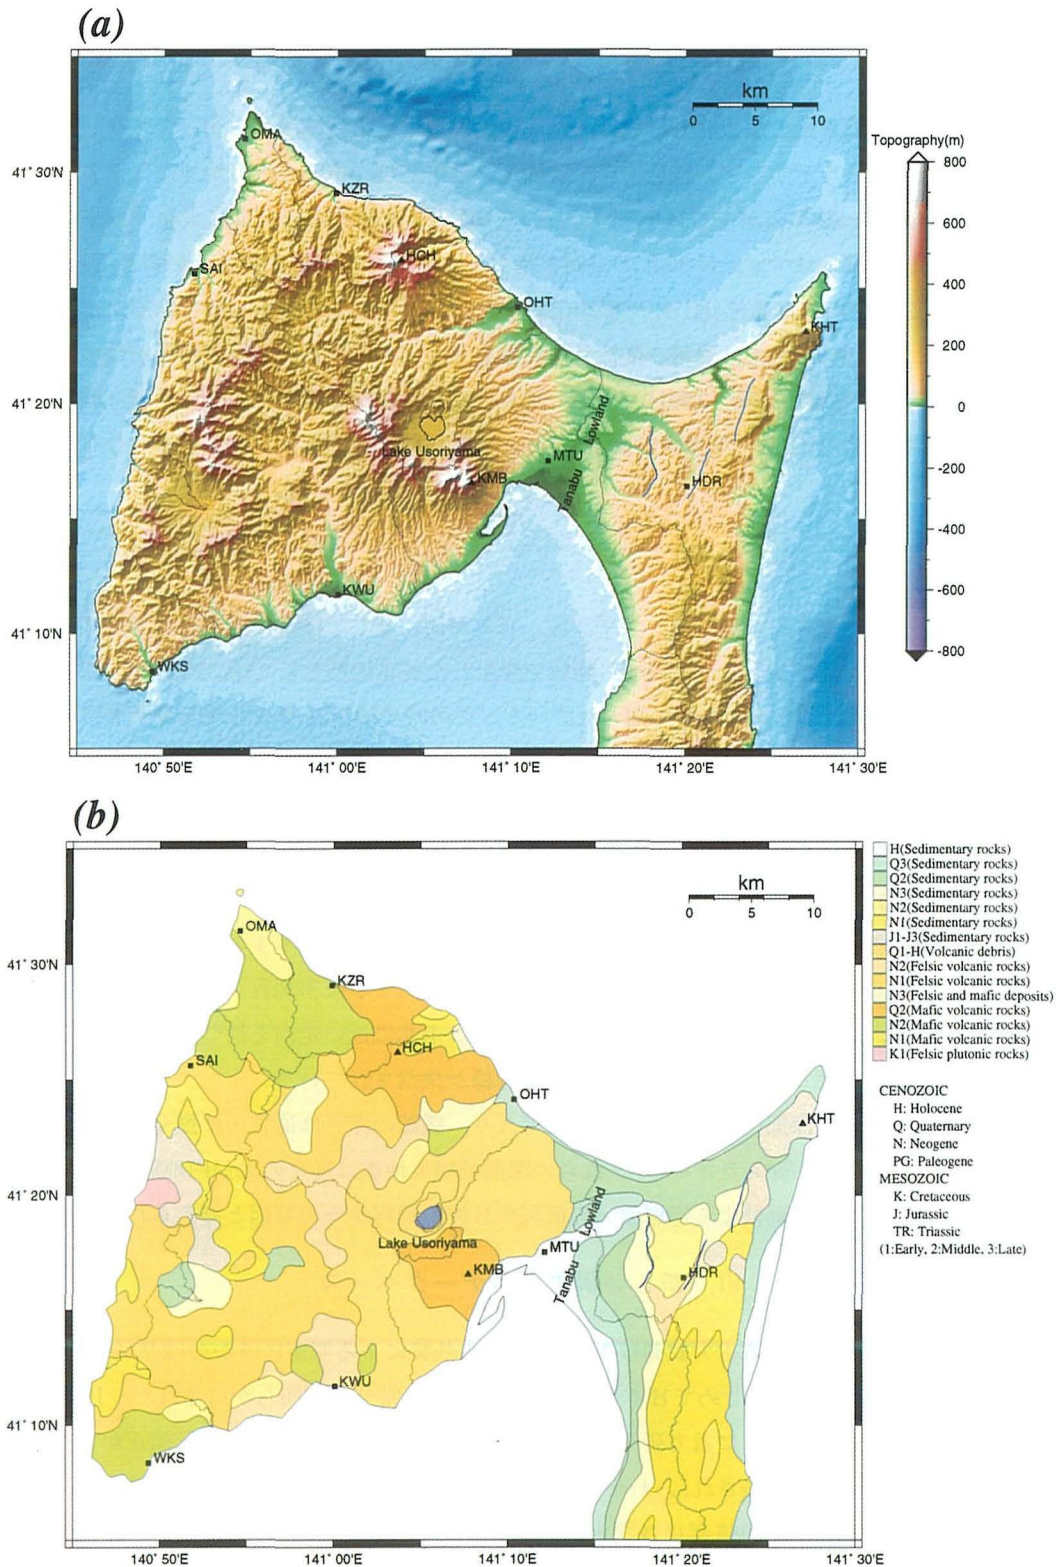 (a)
km
0 5 10
Topography(m)
800
600
400
200
0
-200
-400
-600
-800
41°30'N
41°20'N
41°10'N
OMA
KZR
HCH
SAI
OHT
KHT
Lowland
Lake Usoriyama
MTU
KMB
HDR
Tanabu
KWU
WKS
140°50'E 141°00'E 141°10'E 141°20'E 141°30'E
(b)
km
0 5 10
41°30'N
41°20'N
41°10'N
OMA
KZR
HCH
SAI
OHT
KHT
Lowland
Lake Usoriyama
MTU
KMB
HDR
Tanabu
KWU
WKS
140°50'E 141°00'E 141°10'E 141°20'E 141°30'E
H(Sedimentary rocks)
Q3(Sedimentary rocks)
Q2(Sedimentary rocks)
N3(Sedimentary rocks)
N2(Sedimentary rocks)
N1(Sedimentary rocks)
J1-J3(Sedimentary rocks)
Q1-H(Volcanic debris)
N2(Felsic volcanic rocks)
N1(Felsic volcanic rocks)
N3(Felsic and mafic deposits)
Q2(Mafic volcanic rocks)
N2(Mafic volcanic rocks)
N1(Mafic volcanic rocks)
K1(Felsic plutonic rocks)
CENOZOIC
H: Holocene
Q: Quaternary
N: Neogene
PG: Paleogene
MESOZOIC
K: Cretaceous
J: Jurassic
TR: Triassic
(1:Early, 2:Middle, 3:Late)